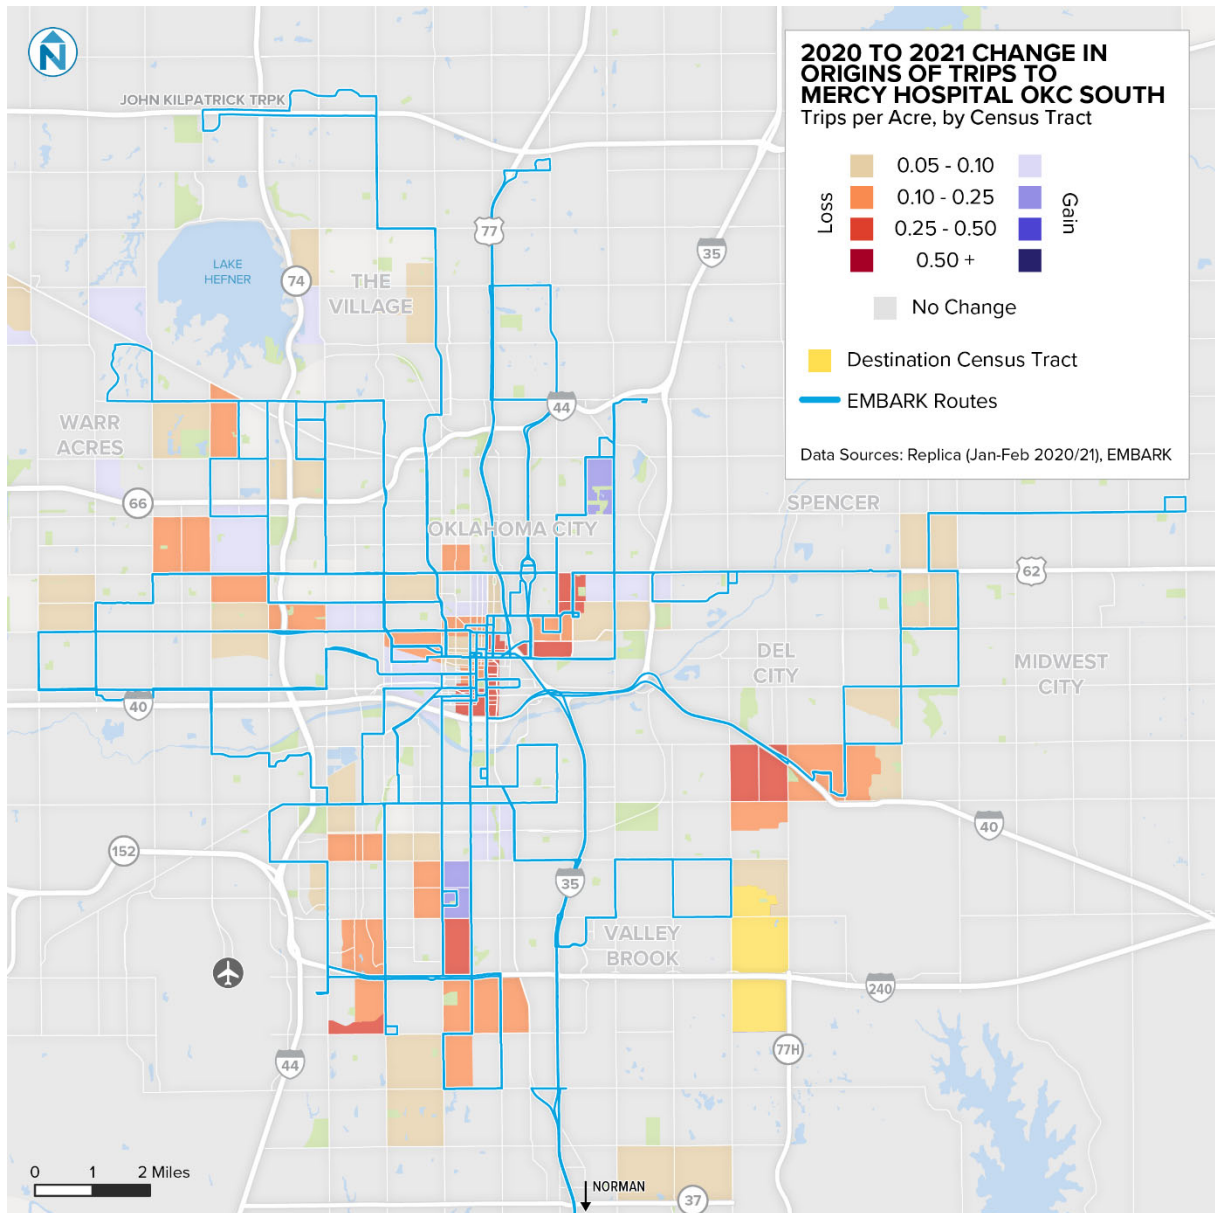 N
2020 TO 2021 CHANGE IN
ORIGINS OF TRIPS TO
MERCY HOSPITAL OKC SOUTH
Trips per Acre, by Census Tract
Loss
0.05 - 0.10
0.10 - 0.25
0.25 - 0.50
0.50 +
Gain
No Change
Destination Census Tract
EMBARK Routes
Data Sources: Replica (Jan-Feb 2020/21), EMBARK
JOHN KILPATRICK TRPK
77
35
LAKE
HEFNER
74
THE
VILLAGE
44
WARR
ACRES
66
OKLAHOMA CITY
SPENCER
62
DEL
CITY
MIDWEST
CITY
40
40
152
35
VALLEY
BROOK
240
77H
44
0 1 2 Miles
NORMAN
37